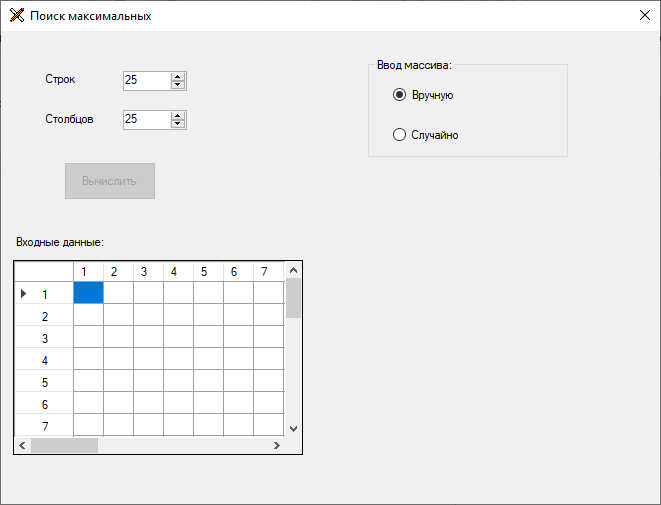 Поиск максимальных
Строк 25
Столбцов 25
Вычислить
Ввод массива:
Вручную
Случайно
Входные данные:
1 2 3 4 5 6 7
1
2
3
4
5
6
7